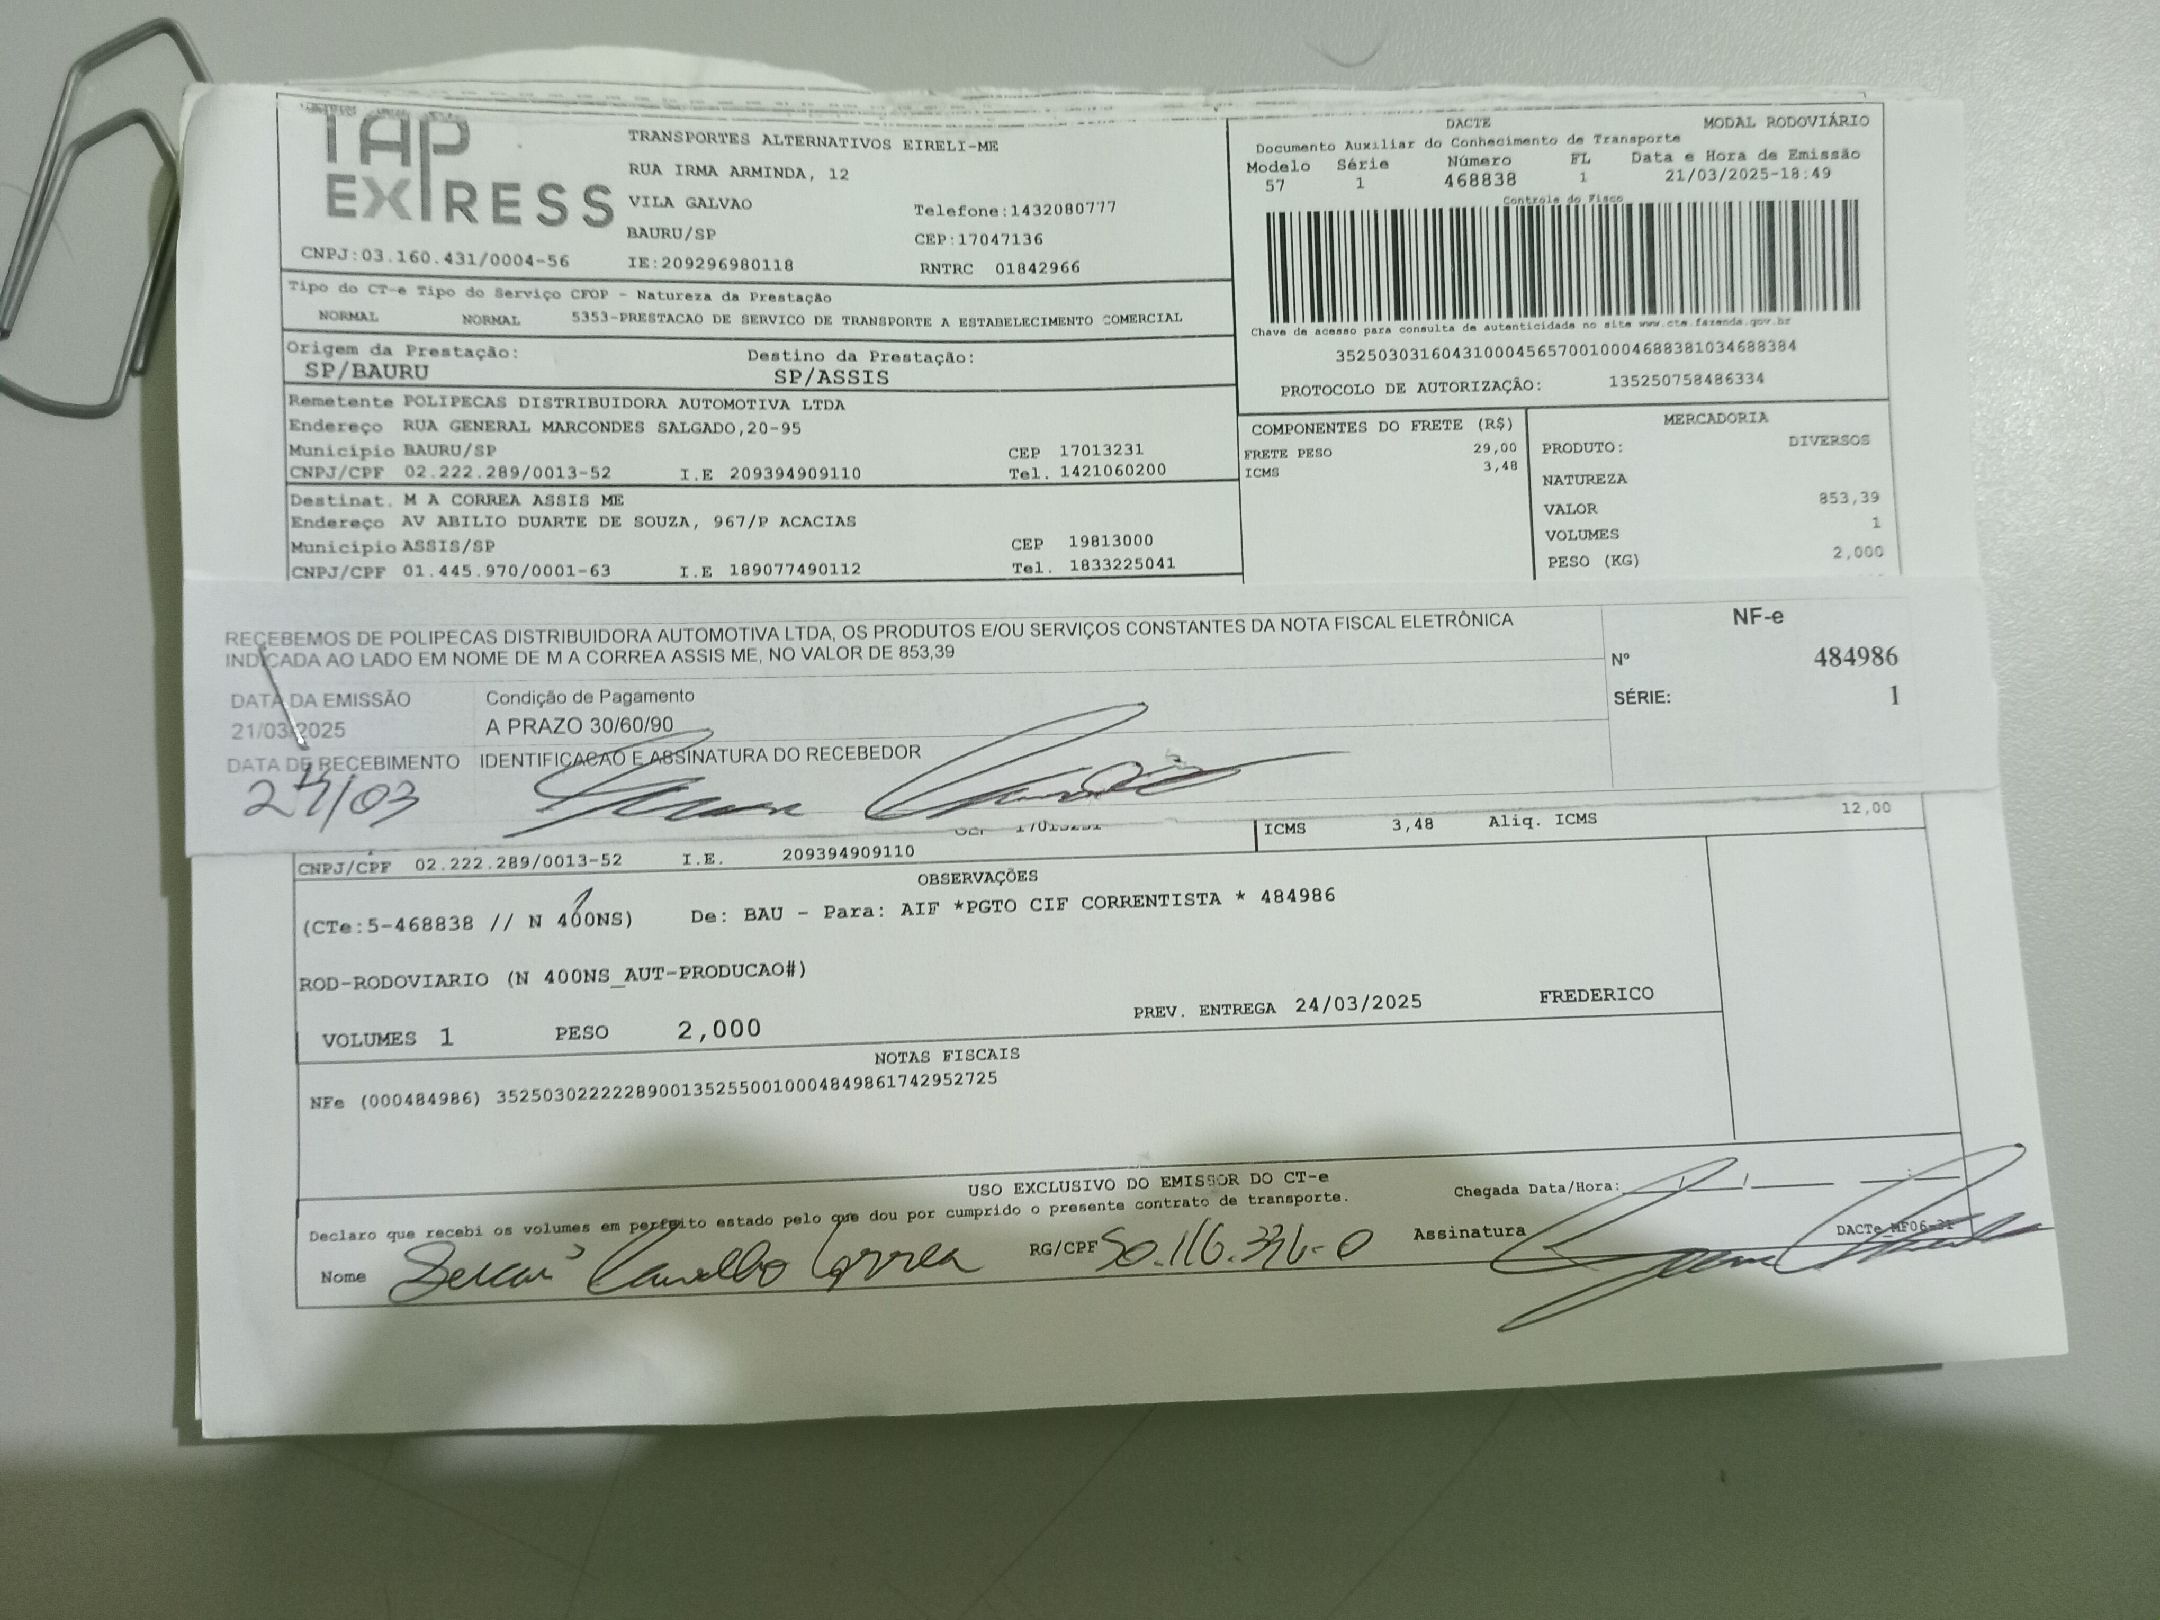 TAP
EXPRESS
CNPJ:03.160.431/0004-56
TRANSPORTES ALTERNATIVOS EIRELI-ME
RUA IRMA ARMINDA, 12
VILA GALVAO Telefone:1432080777
BAURU/SP CEP:17047136
IE:209296980118 RNTRC 01842966
DACTE MODAL RODOVIÁRIO
Documento Auxiliar do Conhecimento de Transporte
Modelo Série Número FL Data e Hora de Emissão
57 1 468838 1 21/03/2025-18:49
Controle do Fisco
Chave de acesso para consulta de autenticidade no site www.cte.fazenda.gov.br
35250303160431000456570010004688381034688384
PROTOCOLO DE AUTORIZAÇÃO: 135250758486334
Tipo do CT-e Tipo do Serviço CFOP - Natureza da Prestação
NORMAL NORMAL 5353-PRESTACAO DE SERVICO DE TRANSPORTE A ESTABELECIMENTO COMERCIAL
Origem da Prestação: Destino da Prestação:
SP/BAURU SP/ASSIS
Remetente POLIPECAS DISTRIBUIDORA AUTOMOTIVA LTDA
Endereço RUA GENERAL MARCONDES SALGADO,20-95
Município BAURU/SP CEP 17013231
CNPJ/CPF 02.222.289/0013-52 I.E 209394909110 Tel. 1421060200
Destinat. M A CORREA ASSIS ME
Endereço AV ABILIO DUARTE DE SOUZA, 967/P ACACIAS
Município ASSIS/SP CEP 19813000
CNPJ/CPF 01.445.970/0001-63 I.E 189077490112 Tel. 1833225041
COMPONENTES DO FRETE (R$)
FRETE PESO 29,00
ICMS 3,48
MERCADORIA
PRODUTO: DIVERSOS
NATUREZA
VALOR 853,39
VOLUMES 1
PESO (KG) 2,000
RECEBEMOS DE POLIPECAS DISTRIBUIDORA AUTOMOTIVA LTDA, OS PRODUTOS E/OU SERVIÇOS CONSTANTES DA NOTA FISCAL ELETRÔNICA
INDICADA AO LADO EM NOME DE M A CORREA ASSIS ME, NO VALOR DE 853,39
NF-e
Nº 484986
SÉRIE: 1
DATA DA EMISSÃO Condição de Pagamento
21/03/2025 A PRAZO 30/60/90
DATA DE RECEBIMENTO IDENTIFICACAO E ASSINATURA DO RECEBEDOR
24/03
ICMS 3,48 Aliq. ICMS 12,00
CNPJ/CPF 02.222.289/0013-52 I.E. 209394909110
OBSERVAÇÕES
(CTe:5-468838 // N 400NS) De: BAU - Para: AIF *PGTO CIF CORRENTISTA * 484986
ROD-RODOVIARIO (N 400NS_AUT-PRODUCAO#)
PREV. ENTREGA 24/03/2025 FREDERICO
VOLUMES 1 PESO 2,000
NOTAS FISCAIS
NFe (000484986) 35250302222289001352550010004849861742952725
USO EXCLUSIVO DO EMISSOR DO CT-e
Declaro que recebi os volumes em perfeito estado pelo que dou por cumprido o presente contrato de transporte.
Chegada Data/Hora:
Nome Correa RG/CPF 50.116.336-0 Assinatura
DACTe_MF06-3T